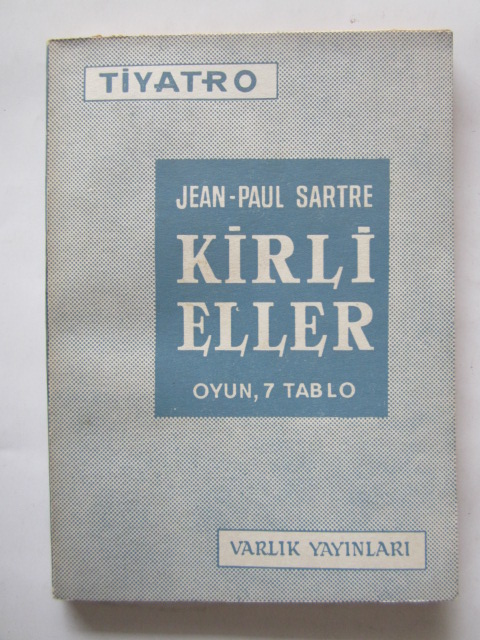 TİYATRO
JEAN-PAUL SARTRE
KİRLİ
ELLER
OYUN, 7 TABLO
VARLIK YAYINLARI